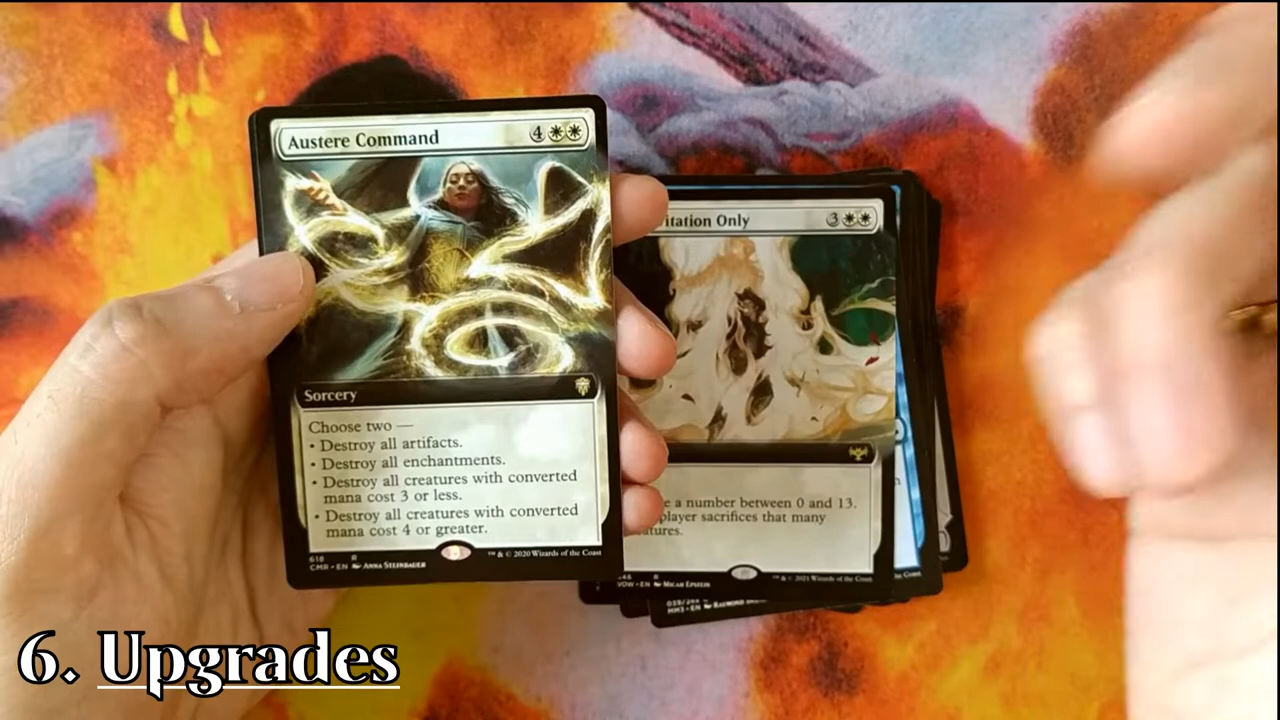 Austere Command 4
Sorcery
Choose two —
• Destroy all artifacts.
• Destroy all enchantments.
• Destroy all creatures with converted
mana cost 3 or less.
• Destroy all creatures with converted
mana cost 4 or greater.
618 R
CMR • EN Anna Steinbauer
™ & © 2020 Wizards of the Coast
itation Only 3
a number between 0 and 13.
player sacrifices that many
R
VOW • EN Micah Epstein
™ & © 2021 Wizards of the Coast
MM3 • EN Raymond
6. Upgrades